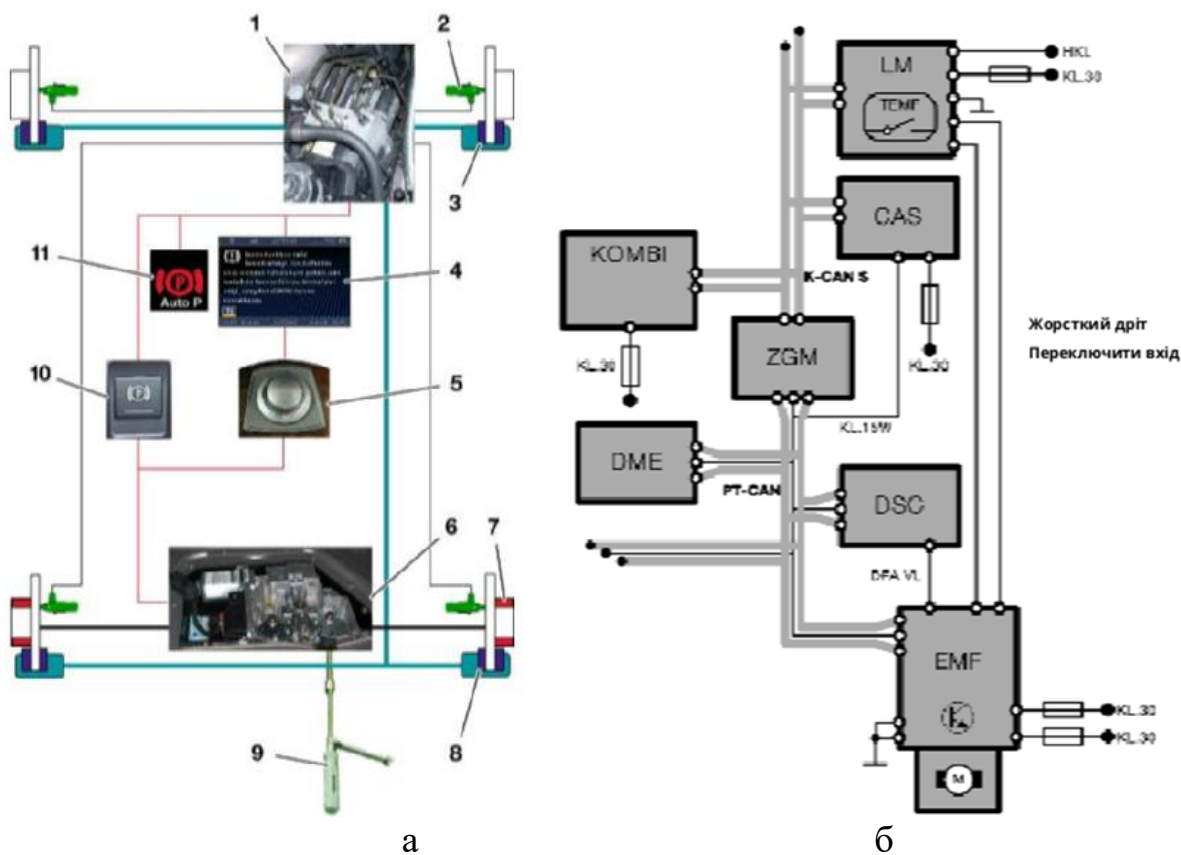 1
2
3
4
5
6
7
8
9
10
11
Auto P
а
LM
TEMF
HKL
KL.30
CAS
KL.30
KOMBI
KL.30
K-CAN S
ZGM
KL.15W
DME
PT-CAN
DSC
DFA VL
EMF
KL.30
KL.30
M
Жорсткий дріт
Переключити вхід
б